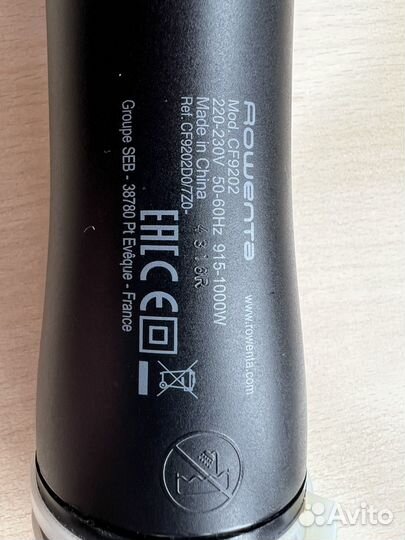 Rowenta
www.rowenta.com
Mod. CF9202
220-230V 50-60Hz 915-1000W
Made in China
Ref. CF9202D0/7Z0-
4316R
EAC CE
Groupe SEB - 38780 Pt Evêque - France
Avito